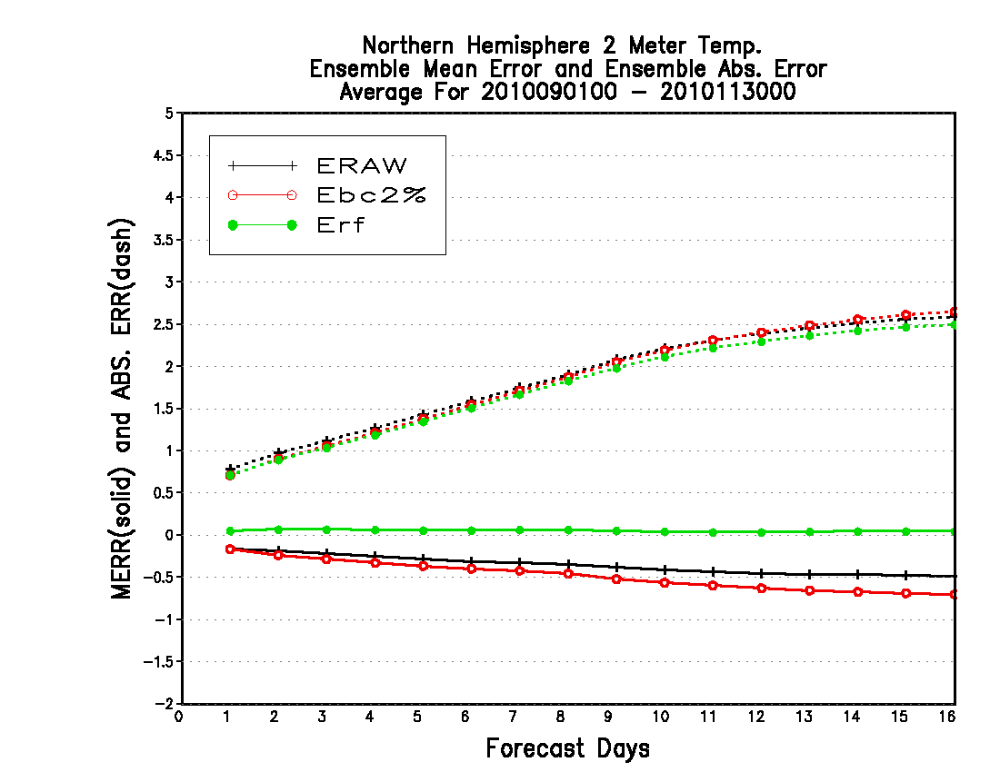 Northern Hemisphere 2 Meter Temp.
Ensemble Mean Error and Ensemble Abs. Error
Average For 2010090100 – 2010113000
ERAW
Ebc2%
Erf
MERR(solid) and ABS. ERR(dash)
5
4.5
4
3.5
3
2.5
2
1.5
1
0.5
0
−0.5
−1
−1.5
−2
0 1 2 3 4 5 6 7 8 9 10 11 12 13 14 15 16
Forecast Days